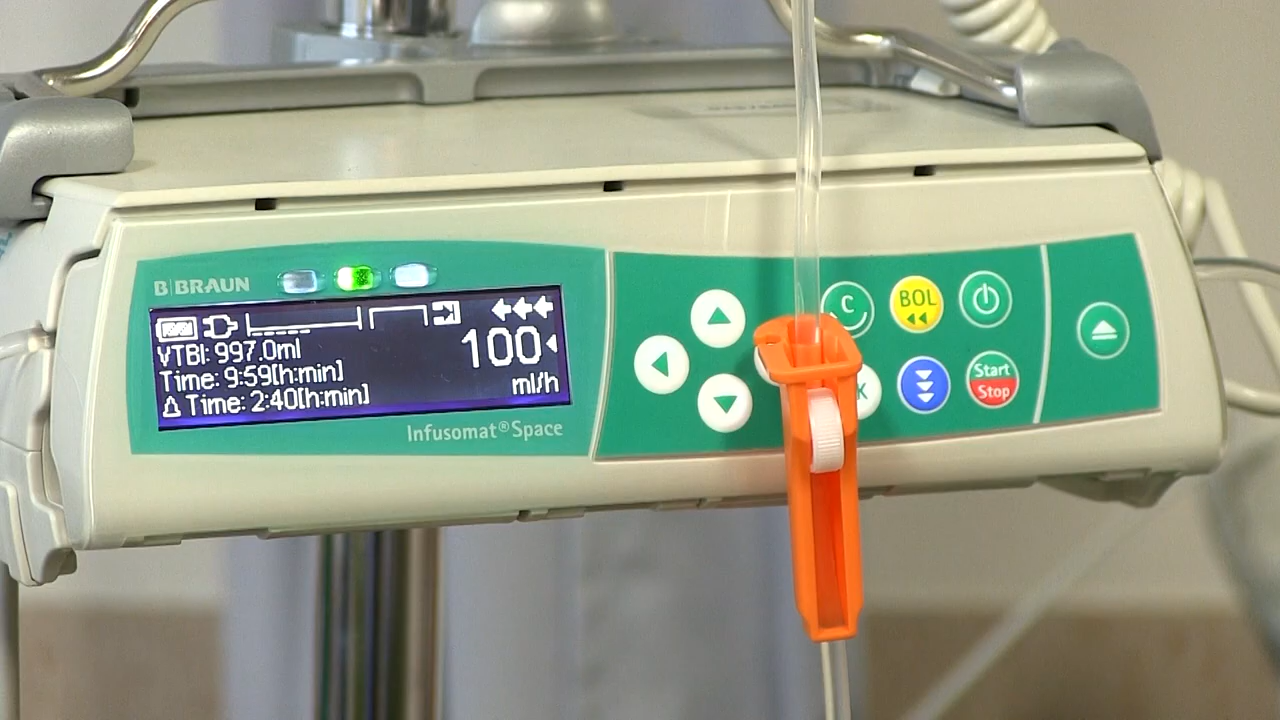 B|BRAUN
VTBI: 997.0ml
Time: 9:59[h:min]
Δ Time: 2:40[h:min]
100
ml/h
Infusomat®Space
C
BOL
K
Start
Stop